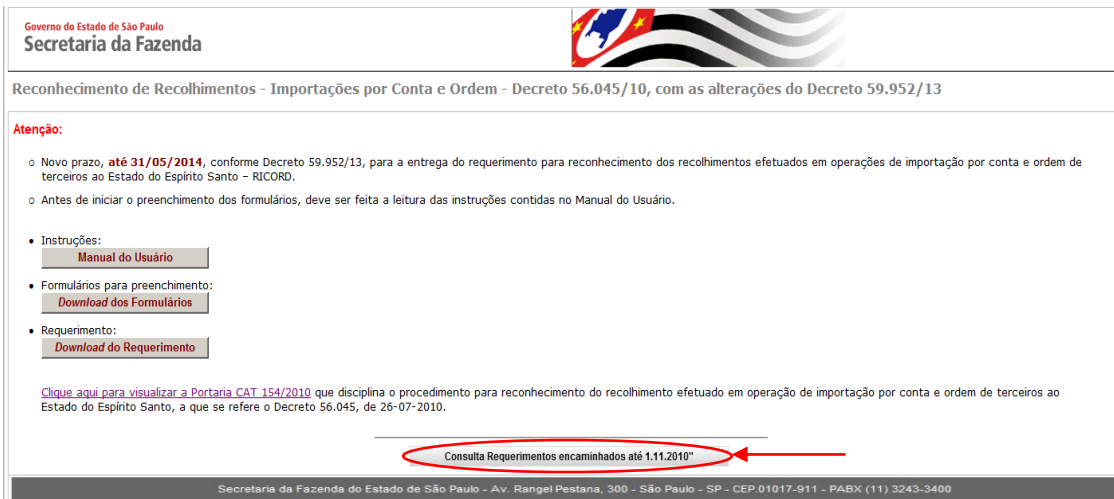 Governo do Estado de São Paulo
Secretaria da Fazenda
Reconhecimento de Recolhimentos - Importações por Conta e Ordem - Decreto 56.045/10, com as alterações do Decreto 59.952/13
Atenção:
o Novo prazo, até 31/05/2014, conforme Decreto 59.952/13, para a entrega do requerimento para reconhecimento dos recolhimentos efetuados em operações de importação por conta e ordem de
terceiros ao Estado do Espírito Santo – RICORD.
o Antes de iniciar o preenchimento dos formulários, deve ser feita a leitura das instruções contidas no Manual do Usuário.
• Instruções:
Manual do Usuário
• Formulários para preenchimento:
Download dos Formulários
• Requerimento:
Download do Requerimento
Clique aqui para visualizar a Portaria CAT 154/2010 que disciplina o procedimento para reconhecimento do recolhimento efetuado em operação de importação por conta e ordem de terceiros ao
Estado do Espírito Santo, a que se refere o Decreto 56.045, de 26-07-2010.
Consulta Requerimentos encaminhados até 1.11.2010"
Secretaria da Fazenda do Estado de São Paulo - Av. Rangel Pestana, 300 - São Paulo - SP - CEP.01017-911 - PABX (11) 3243-3400